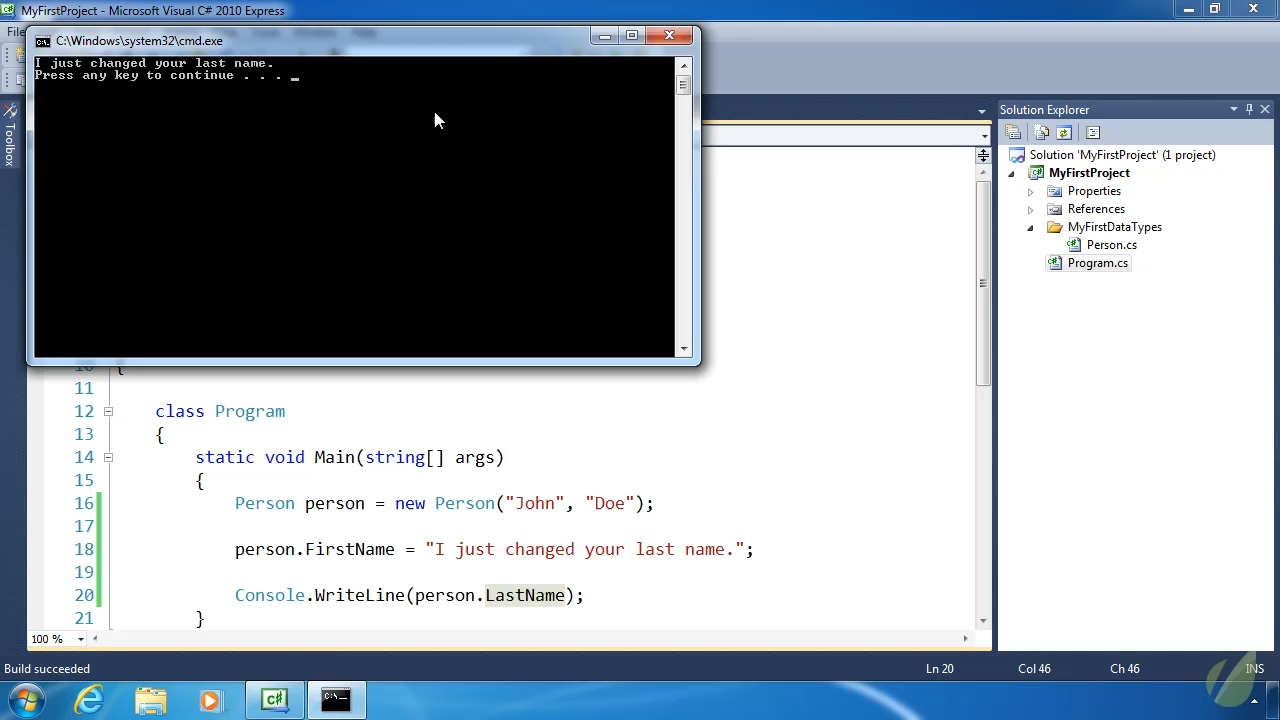 MyFirstProject - Microsoft Visual C# 2010 Express
C:\Windows\system32\cmd.exe
I just changed your last name.
Press any key to continue . . . _
Toolbox
Solution Explorer
Solution 'MyFirstProject' (1 project)
MyFirstProject
Properties
References
MyFirstDataTypes
Person.cs
Program.cs
11
12 class Program
13 {
14 static void Main(string[] args)
15 {
16 Person person = new Person("John", "Doe");
17
18 person.FirstName = "I just changed your last name.";
19
20 Console.WriteLine(person.LastName);
21 }
100 %
Build succeeded
Ln 20
Col 46
Ch 46
INS